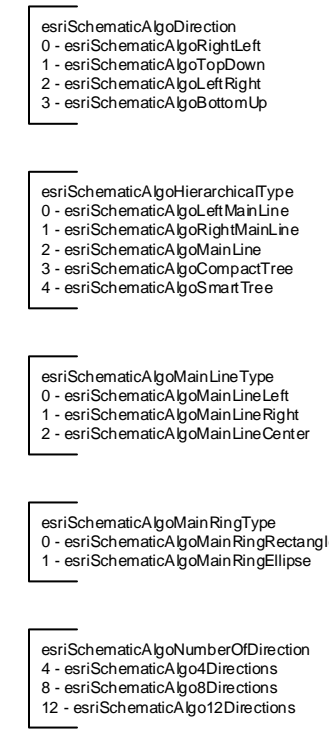 esriSchematicAlgoDirection
0 - esriSchematicAlgoRightLeft
1 - esriSchematicAlgoTopDown
2 - esriSchematicAlgoLeftRight
3 - esriSchematicAlgoBottomUp
esriSchematicAlgoHierarchicalType
0 - esriSchematicAlgoLeftMainLine
1 - esriSchematicAlgoRightMainLine
2 - esriSchematicAlgoMainLine
3 - esriSchematicAlgoCompactTree
4 - esriSchematicAlgoSmartTree
esriSchematicAlgoMainLineType
0 - esriSchematicAlgoMainLineLeft
1 - esriSchematicAlgoMainLineRight
2 - esriSchematicAlgoMainLineCenter
esriSchematicAlgoMainRingType
0 - esriSchematicAlgoMainRingRectangl
1 - esriSchematicAlgoMainRingEllipse
esriSchematicAlgoNumberOfDirection
4 - esriSchematicAlgo4Directions
8 - esriSchematicAlgo8Directions
12 - esriSchematicAlgo12Directions